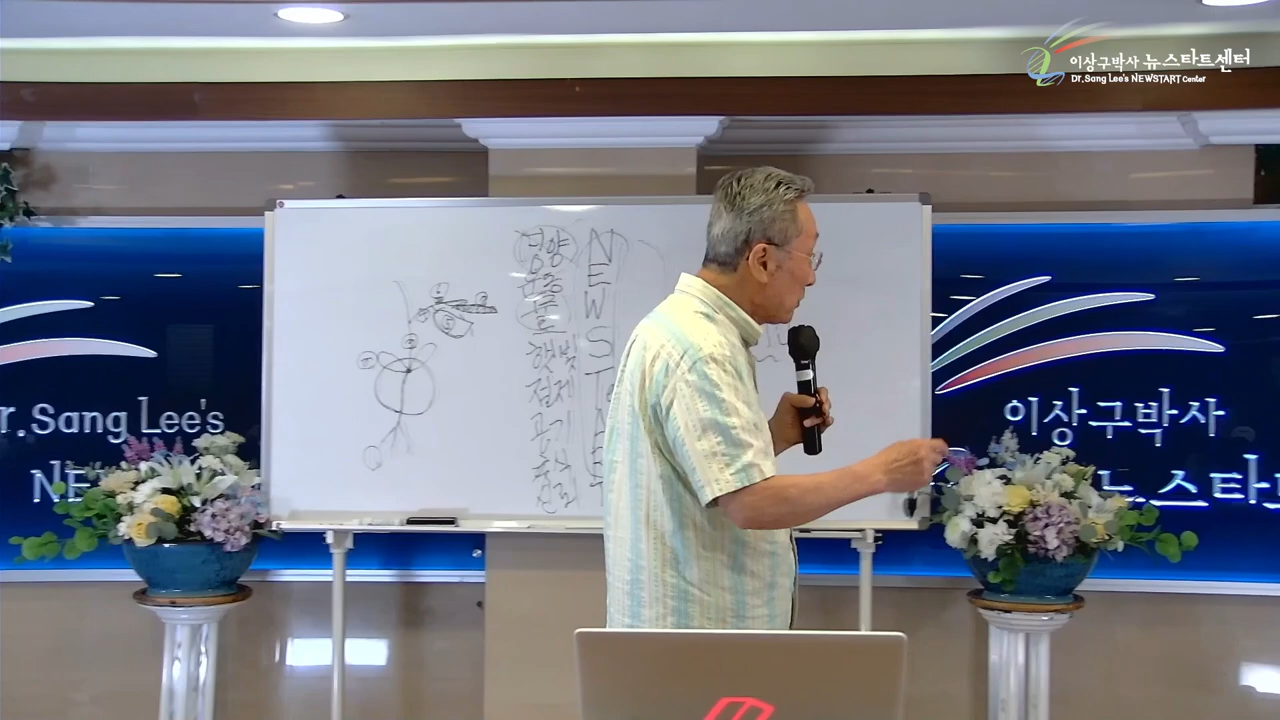 이상구박사 뉴스타트센터
Dr.Sang Lee's NEWSTART Center
영양 N
운동 E
물 W
햇빛 S
절제 T
공기 A
휴식 R
신뢰 T
r.Sang Lee's
NE
이상구박사
뉴스타트